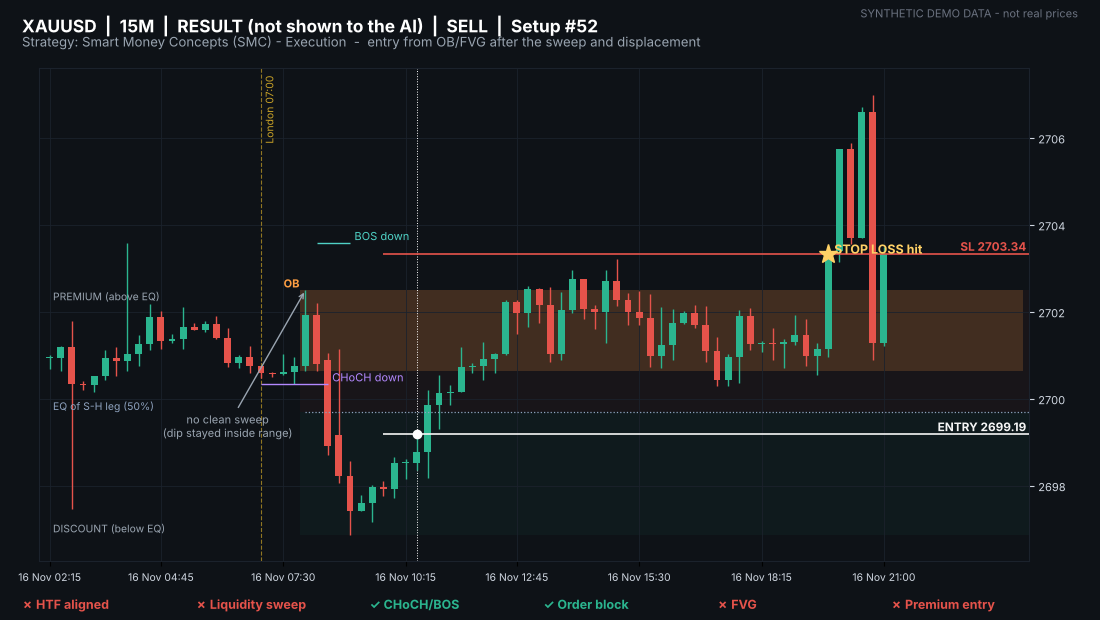 SYNTHETIC DEMO DATA - not real prices
XAUUSD | 15M | RESULT (not shown to the AI) | SELL | Setup #52
Strategy: Smart Money Concepts (SMC) - Execution - entry from OB/FVG after the sweep and displacement
London 07:00
2706
BOS down
2704
STOP LOSS hit
SL 2703.34
OB
PREMIUM (above EQ)
2702
CHoCH down
2700
EQ of S-H leg (50%)
no clean sweep
(dip stayed inside range)
ENTRY 2699.19
2698
DISCOUNT (below EQ)
16 Nov 02:15
16 Nov 04:45
16 Nov 07:30
16 Nov 10:15
16 Nov 12:45
16 Nov 15:30
16 Nov 18:15
16 Nov 21:00
× HTF aligned
× Liquidity sweep
✓ CHoCH/BOS
✓ Order block
× FVG
× Premium entry